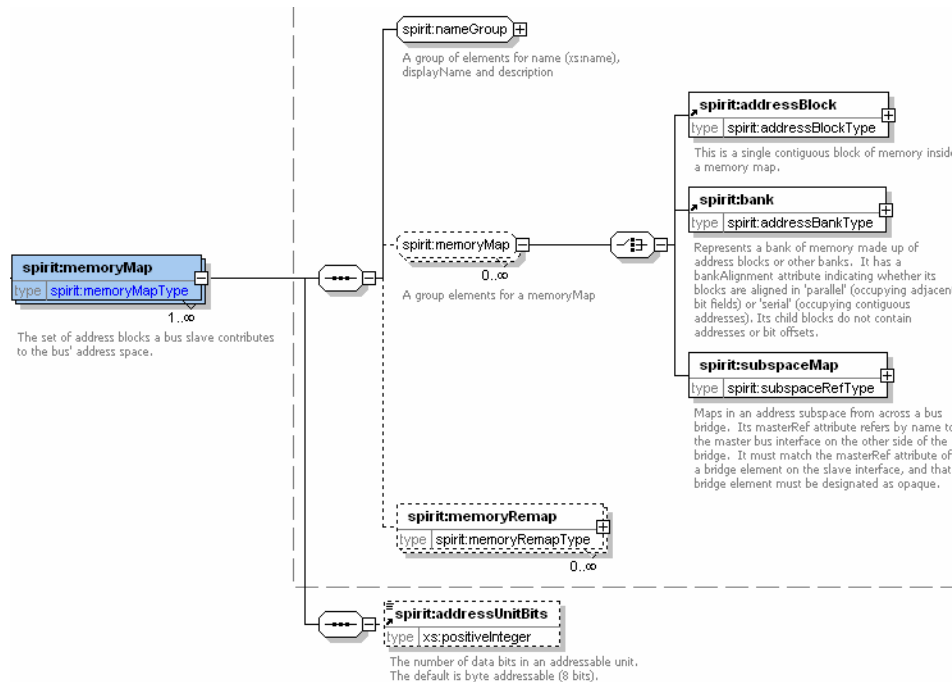 spirit:nameGroup
A group of elements for name (xs:name),
displayName and description
spirit:addressBlock
type spirit:addressBlockType
This is a single contiguous block of memory inside
a memory map.
spirit:bank
type spirit:addressBankType
Represents a bank of memory made up of
address blocks or other banks. It has a
bankAlignment attribute indicating whether its
blocks are aligned in 'parallel' (occupying adjacen
bit fields) or 'serial' (occupying contiguous
addresses). Its child blocks do not contain
addresses or bit offsets.
spirit:memoryMap
0..∞
A group elements for a memoryMap
spirit:memoryMap
type spirit:memoryMapType
1..∞
The set of address blocks a bus slave contributes
to the bus' address space.
spirit:subspaceMap
type spirit:subspaceRefType
Maps in an address subspace from across a bus
bridge. Its masterRef attribute refers by name to
the master bus interface on the other side of the
bridge. It must match the masterRef attribute of
a bridge element on the slave interface, and that
bridge element must be designated as opaque.
spirit:memoryRemap
type spirit:memoryRemapType
0..∞
spirit:addressUnitBits
type xs:positiveInteger
The number of data bits in an addressable unit.
The default is byte addressable (8 bits).